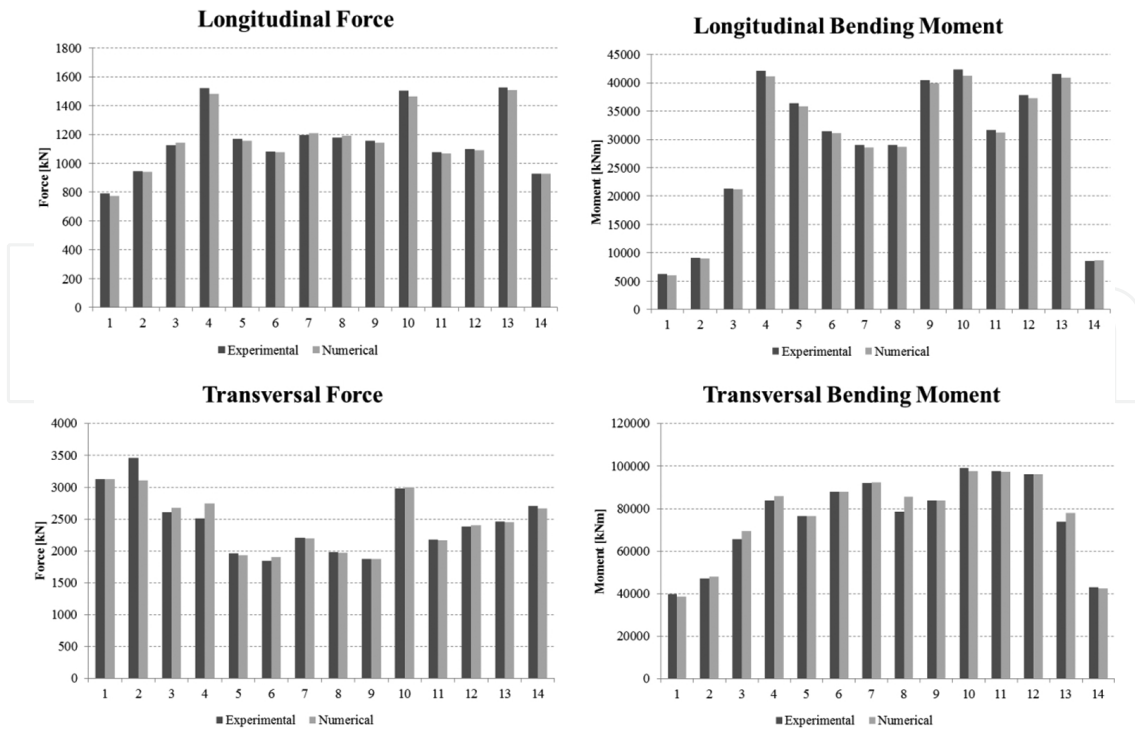 Longitudinal Force
1800
1600
1400
1200
1000
800
600
400
200
0
Force [kN]
1 2 3 4 5 6 7 8 9 10 11 12 13 14
Experimental Numerical
Longitudinal Bending Moment
45000
40000
35000
30000
25000
20000
15000
10000
5000
0
Moment [kNm]
1 2 3 4 5 6 7 8 9 10 11 12 13 14
Experimental Numerical
Transversal Force
4000
3500
3000
2500
2000
1500
1000
500
0
Force [kN]
1 2 3 4 5 6 7 8 9 10 11 12 13 14
Experimental Numerical
Transversal Bending Moment
120000
100000
80000
60000
40000
20000
0
Moment [kNm]
1 2 3 4 5 6 7 8 9 10 11 12 13 14
Experimental Numerical